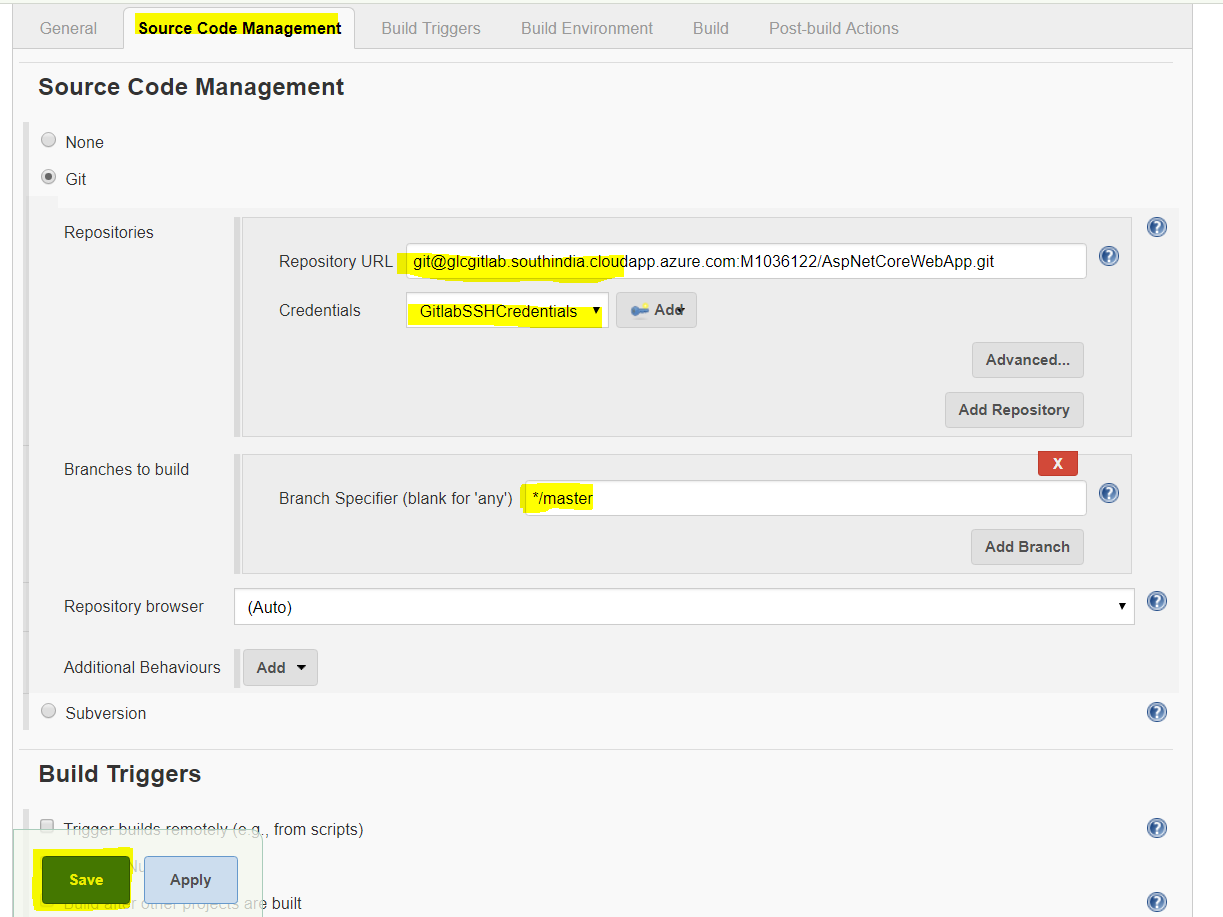 General Source Code Management Build Triggers Build Environment Build Post-build Actions
Source Code Management
None
Git
Repositories
?
Repository URL git@glcgitlab.southindia.cloudapp.azure.com:M1036122/AspNetCoreWebApp.git ?
Credentials GitlabSSHCredentials Add
Advanced...
Add Repository
Branches to build
X
Branch Specifier (blank for 'any') */master ?
Add Branch
Repository browser (Auto) ?
Additional Behaviours Add
Subversion ?
Build Triggers
Trigger builds remotely (e.g., from scripts) ?
Save Apply
Build after other projects are built ?